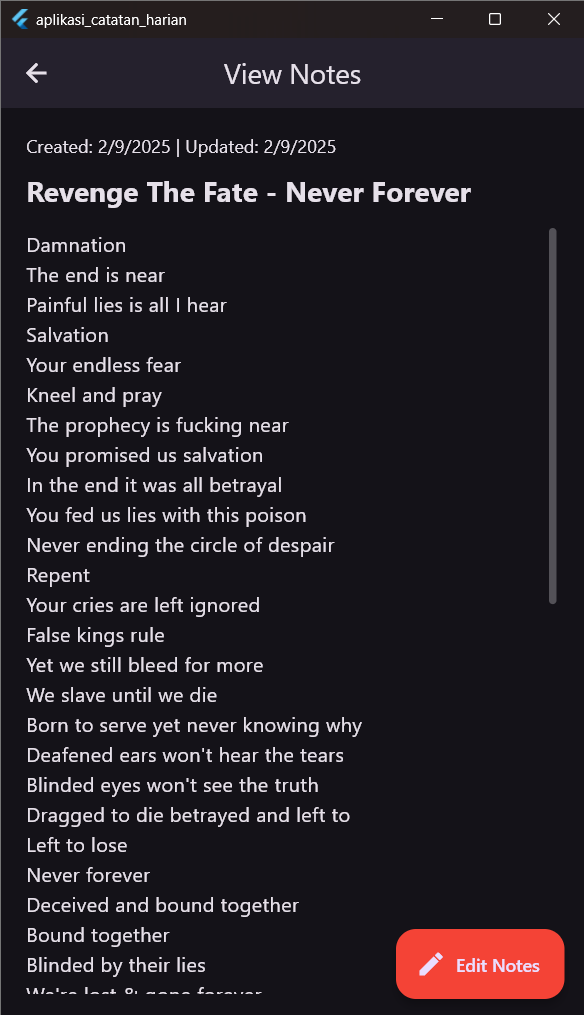 aplikasi_catatan_harian
View Notes
Created: 2/9/2025 | Updated: 2/9/2025
Revenge The Fate - Never Forever
Damnation
The end is near
Painful lies is all I hear
Salvation
Your endless fear
Kneel and pray
The prophecy is fucking near
You promised us salvation
In the end it was all betrayal
You fed us lies with this poison
Never ending the circle of despair
Repent
Your cries are left ignored
False kings rule
Yet we still bleed for more
We slave until we die
Born to serve yet never knowing why
Deafened ears won't hear the tears
Blinded eyes won't see the truth
Dragged to die betrayed and left to
Left to lose
Never forever
Deceived and bound together
Bound together
Blinded by their lies
We're lost & gone forever
Edit Notes